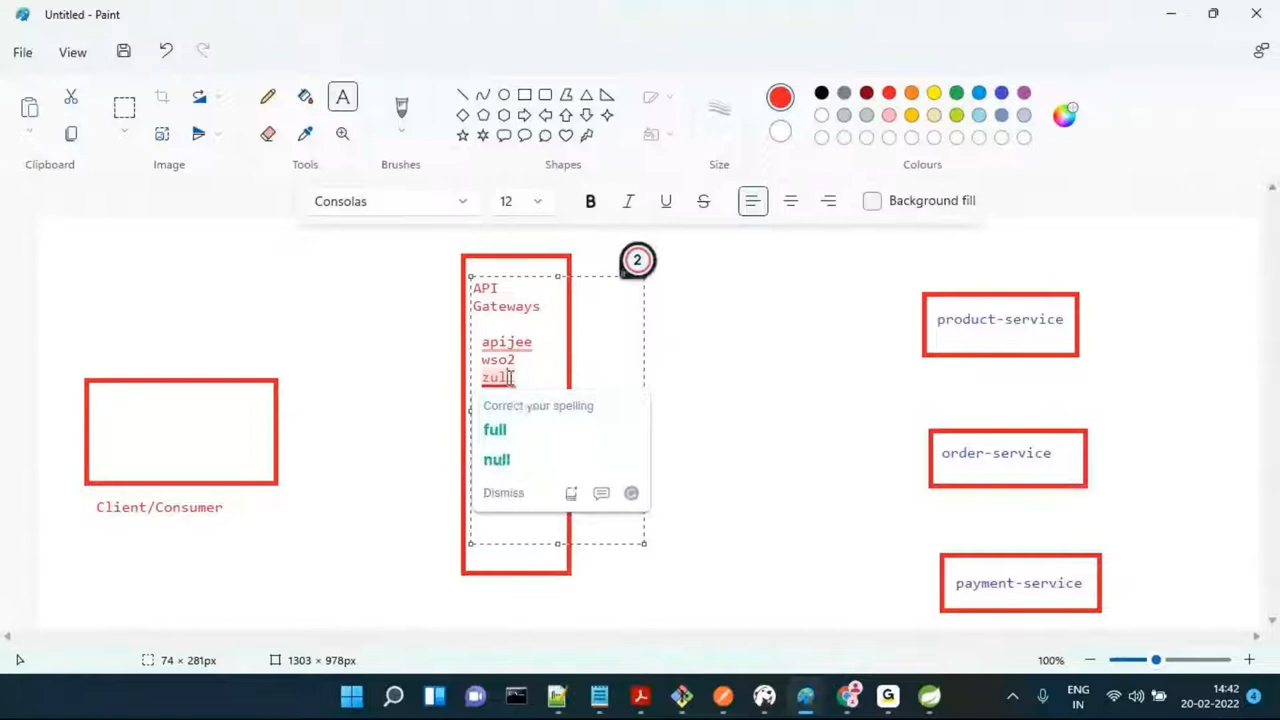 Untitled - Paint
File
View
Clipboard
Image
Tools
Brushes
Shapes
Size
Colours
A
Consolas
12
B
I
U
S
Background fill
2
API
Gateways
apijee
wso2
zul
Correct your spelling
full
null
Dismiss
Client/Consumer
product-service
order-service
payment-service
74 × 281px
1303 × 978px
100%
ENG
IN
14:42
20-02-2022
4